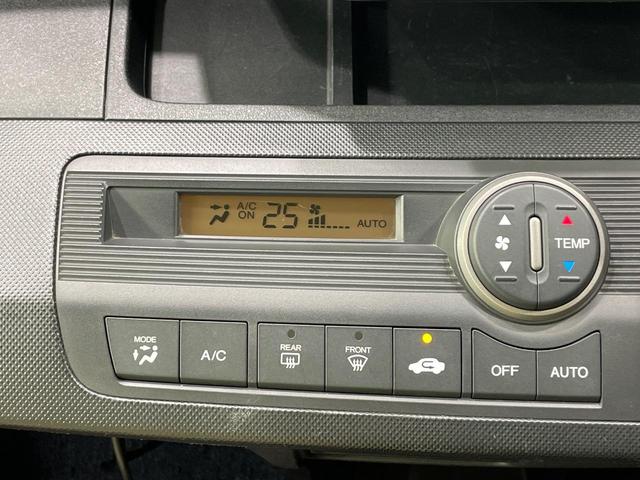 A/C
ON
25
AUTO
TEMP
MODE
A/C
REAR
FRONT
OFF
AUTO